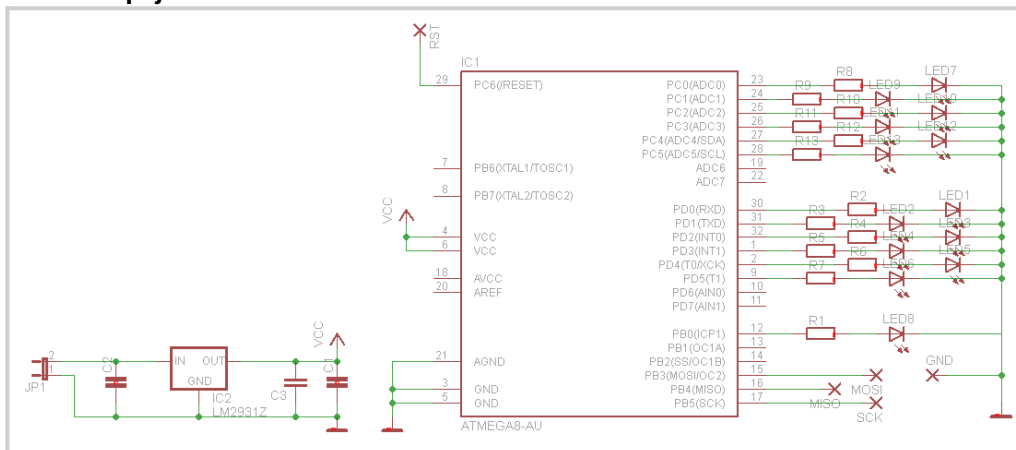 RST
IC1
29 PC6(/RESET) PC0(ADC0) 23 R8 LED7
PC1(ADC1) 24 R9 LED9
PC2(ADC2) 25 R10 LED10
PC3(ADC3) 26 R11 LED11
PC4(ADC4/SDA) 27 R12 LED12
PC5(ADC5/SCL) 28 R13 LED13
7 PB6(XTAL1/TOSC1) ADC6 19
ADC7 22
8 PB7(XTAL2/TOSC2)
VCC
PD0(RXD) 30 R2 LED1
PD1(TXD) 31 R3 LED2
4 VCC PD2(INT0) 32 R4 LED3
6 VCC PD3(INT1) 1 R5 LED4
PD4(T0/XCK) 2 R6 LED5
18 AVCC PD5(T1) 9 R7 LED6
20 AREF PD6(AIN0) 10
PD7(AIN1) 11
VCC
PB0(ICP1) 12 R1 LED8
PB1(OC1A) 13
21 AGND PB2(SS/OC1B) 14
PB3(MOSI/OC2) 15 MOSI GND
3 GND PB4(MISO) 16 MISO
5 GND PB5(SCK) 17 SCK
ATMEGA8-AU
2
1
JP1
C2
IN OUT
GND
IC2
LM2931Z
C3
C1